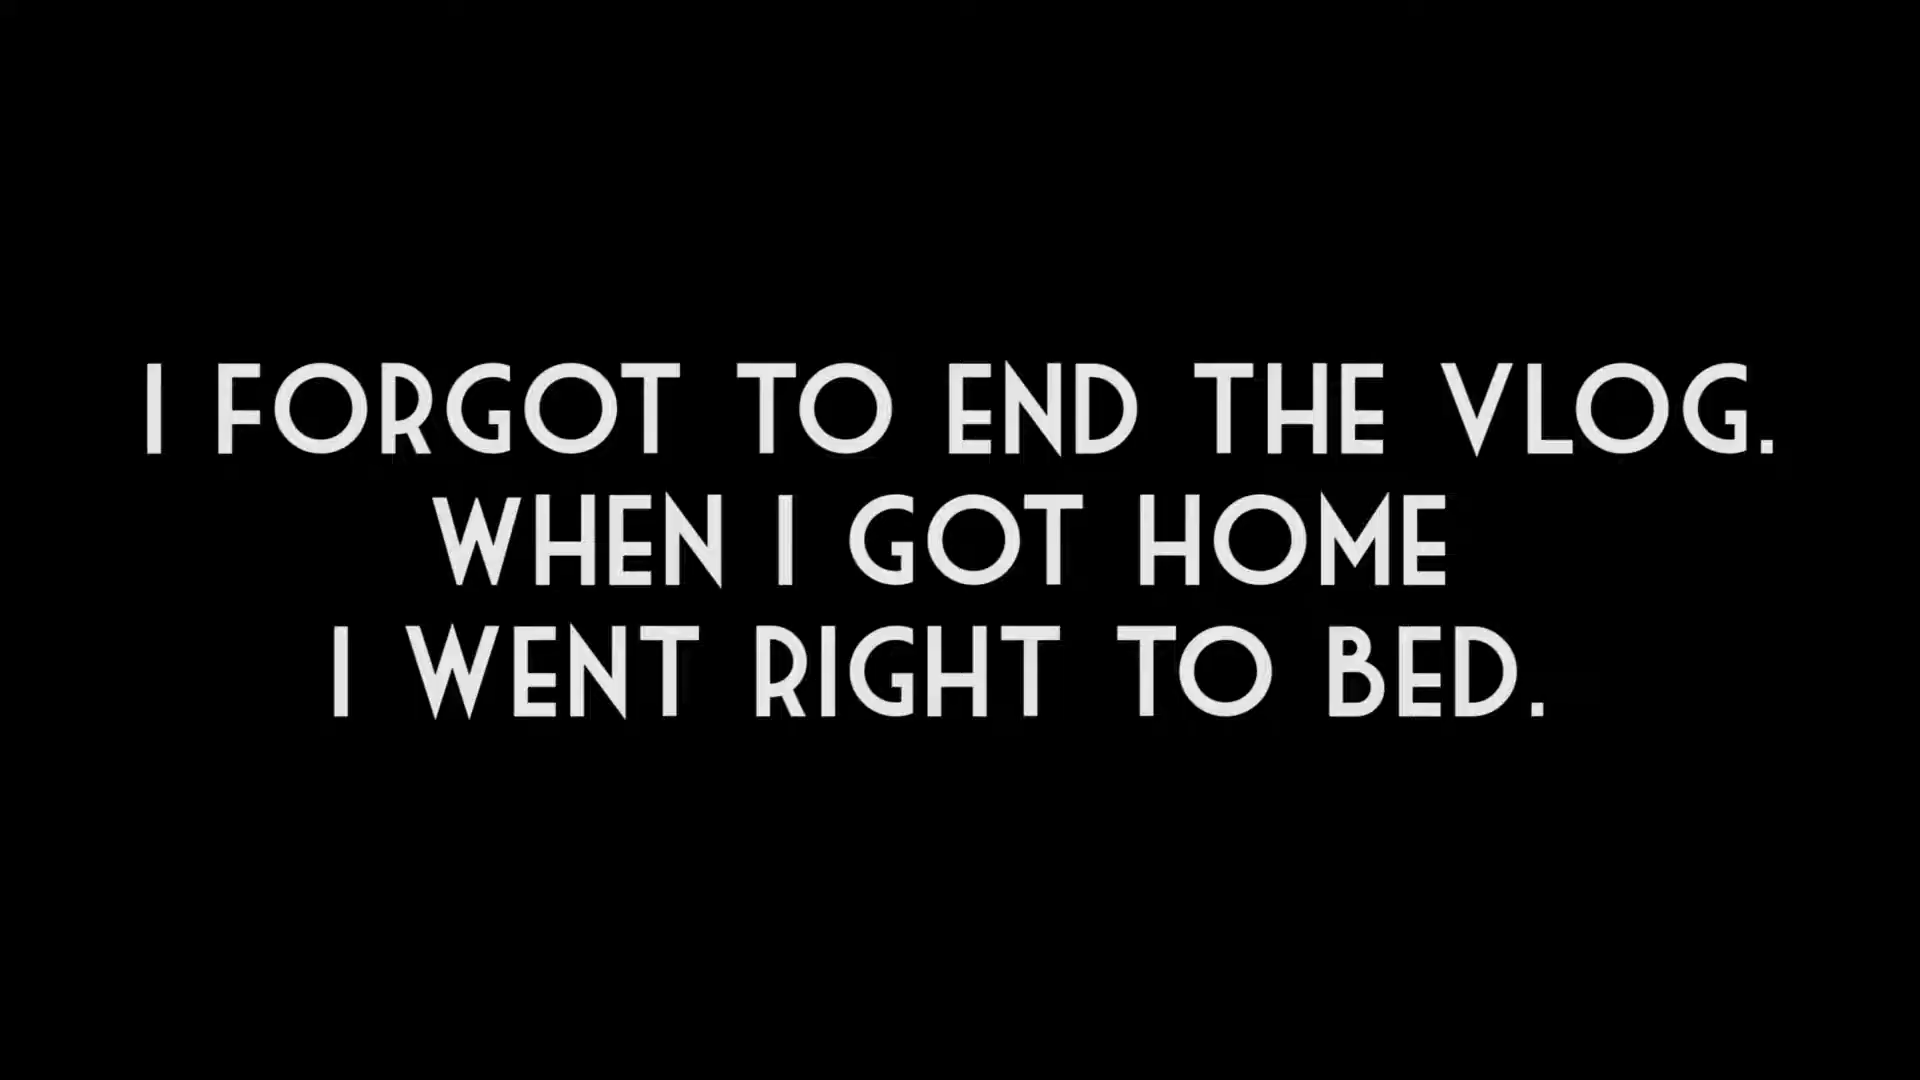 I FORGOT TO END THE VLOG.
WHEN I GOT HOME
I WENT RIGHT TO BED.